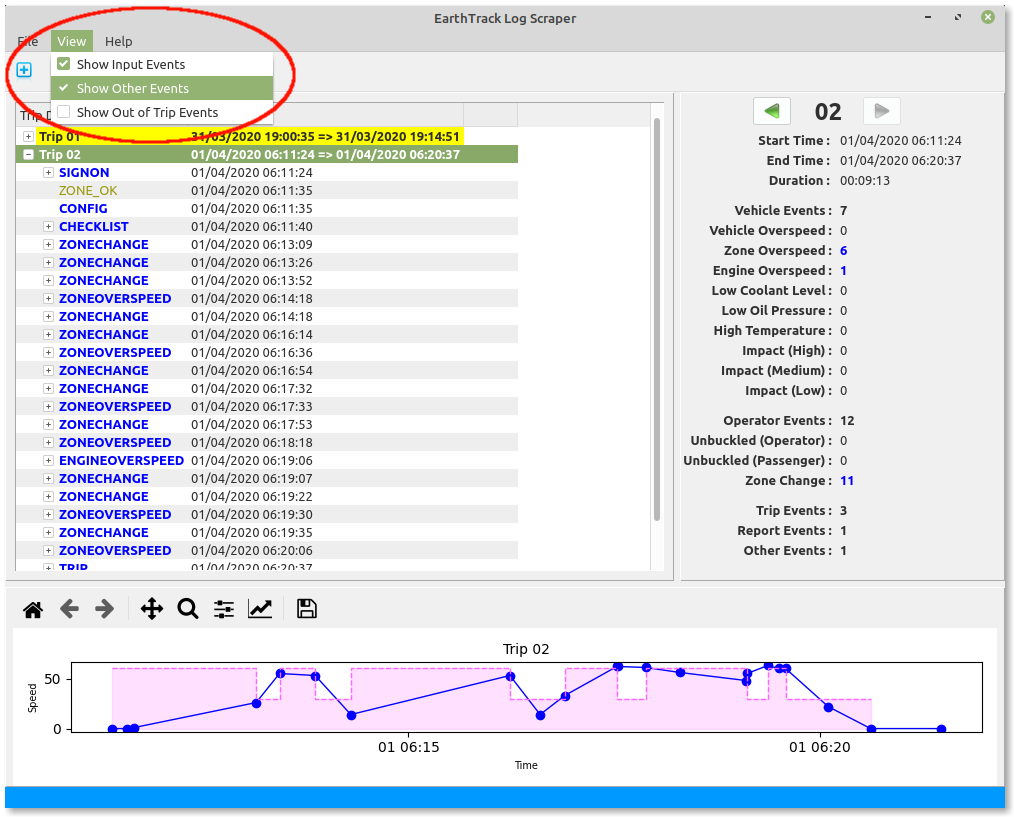 EarthTrack Log Scraper
File View Help
Show Input Events
Show Other Events
Show Out of Trip Events
Trip 01 31/03/2020 19:00:35 => 31/03/2020 19:14:51
Trip 02 01/04/2020 06:11:24 => 01/04/2020 06:20:37
SIGNON 01/04/2020 06:11:24
ZONE_OK 01/04/2020 06:11:35
CONFIG 01/04/2020 06:11:35
CHECKLIST 01/04/2020 06:11:40
ZONECHANGE 01/04/2020 06:13:09
ZONECHANGE 01/04/2020 06:13:26
ZONECHANGE 01/04/2020 06:13:52
ZONEOVERSPEED 01/04/2020 06:14:18
ZONECHANGE 01/04/2020 06:14:18
ZONECHANGE 01/04/2020 06:16:14
ZONEOVERSPEED 01/04/2020 06:16:36
ZONECHANGE 01/04/2020 06:16:54
ZONECHANGE 01/04/2020 06:17:32
ZONEOVERSPEED 01/04/2020 06:17:33
ZONECHANGE 01/04/2020 06:17:53
ZONEOVERSPEED 01/04/2020 06:18:18
ENGINEOVERSPEED 01/04/2020 06:19:06
ZONECHANGE 01/04/2020 06:19:07
ZONECHANGE 01/04/2020 06:19:22
ZONEOVERSPEED 01/04/2020 06:19:30
ZONECHANGE 01/04/2020 06:19:35
ZONEOVERSPEED 01/04/2020 06:20:06
TRIP 01/04/2020 06:20:37
02
Start Time : 01/04/2020 06:11:24
End Time : 01/04/2020 06:20:37
Duration : 00:09:13
Vehicle Events : 7
Vehicle Overspeed : 0
Zone Overspeed : 6
Engine Overspeed : 1
Low Coolant Level : 0
Low Oil Pressure : 0
High Temperature : 0
Impact (High) : 0
Impact (Medium) : 0
Impact (Low) : 0
Operator Events : 12
Unbuckled (Operator) : 0
Unbuckled (Passenger) : 0
Zone Change : 11
Trip Events : 3
Report Events : 1
Other Events : 1
Trip 02
Speed
50
0
01 06:15 01 06:20
Time